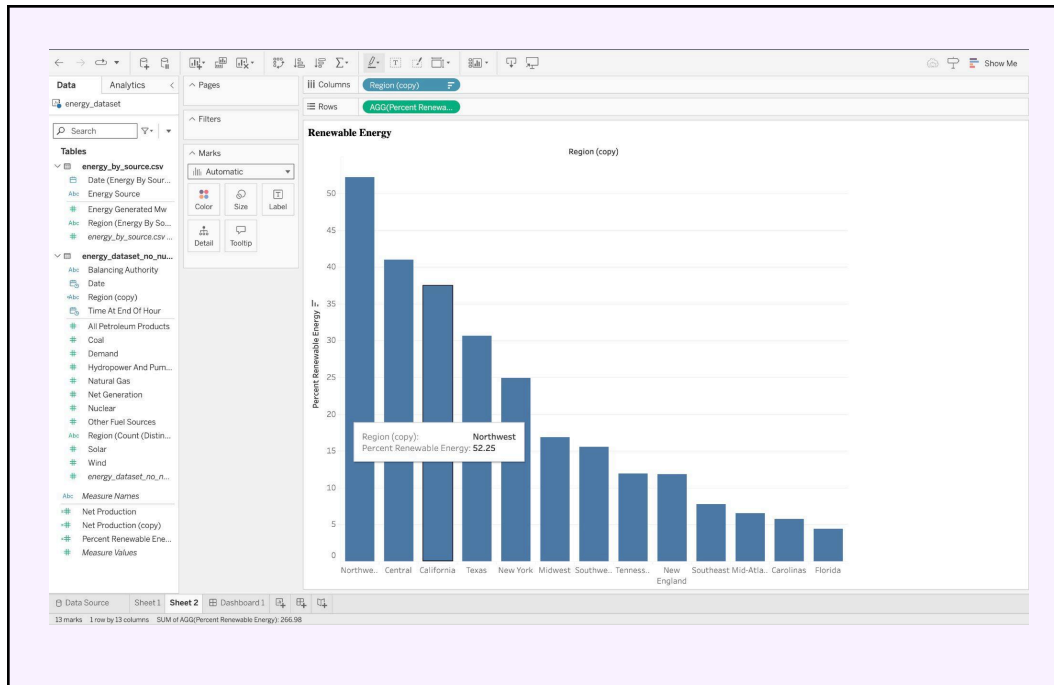 Show Me
Data
Analytics
energy_dataset
Search
Tables
energy_by_source.csv
Date (Energy By Sour...
Abc Energy Source
Energy Generated Mw
Abc Region (Energy By So...
energy_by_source.csv ...
energy_dataset_no_nu...
Abc Balancing Authority
Date
Abc Region (copy)
Time At End Of Hour
All Petroleum Products
Coal
Demand
Hydropower And Pum...
Natural Gas
Net Generation
Nuclear
Other Fuel Sources
Abc Region (Count (Distin...
Solar
Wind
energy_dataset_no_n...
Abc Measure Names
Net Production
Net Production (copy)
Percent Renewable Ene...
Measure Values
Pages
Filters
Marks
Automatic
Color Size Label
Detail Tooltip
Columns Region (copy)
Rows AGG(Percent Renewa...
Renewable Energy
Region (copy)
Percent Renewable Energy
50
45
40
35
30
25
20
15
10
5
0
Region (copy): Northwest
Percent Renewable Energy: 52.25
Northwe.. Central California Texas New York Midwest Southwe.. Tenness.. New England Southeast Mid-Atla.. Carolinas Florida
Data Source Sheet 1 Sheet 2 Dashboard 1
13 marks 1 row by 13 columns SUM of AGG(Percent Renewable Energy): 266.98